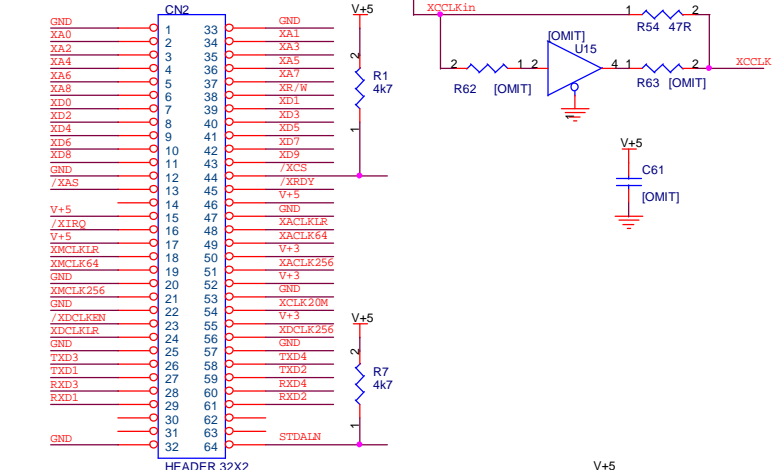 CN2
GND 1 33 GND
XA0 2 34 XA1
XA2 3 35 XA3
XA4 4 36 XA5
XA6 5 37 XA7
XA8 6 38 XR/W
XD0 7 39 XD1
XD2 8 40 XD3
XD4 9 41 XD5
XD6 10 42 XD7
XD8 11 43 XD9
GND 12 44 /XCS
/XAS 13 45 /XRDY
14 46 V+5
V+5 15 47 GND
/XIRQ 16 48 XACLKLR
V+5 17 49 XACLK64
XMCLKLR 18 50 V+3
XMCLK64 19 51 XACLK256
GND 20 52 V+3
XMCLK256 21 53 GND
GND 22 54 XCLK20M
/XDCLKEN 23 55 V+3
XDCLKLR 24 56 XDCLK256
GND 25 57 GND
TXD3 26 58 TXD4
TXD1 27 59 TXD2
RXD3 28 60 RXD4
RXD1 29 61 RXD2
30 62
31 63
GND 32 64 STDALN
HEADER 32X2
V+5
2
R1
4k7
1
V+5
2
R7
4k7
1
XCCLKin
1 2
R54 47R
[OMIT]
U15
2 1 2 4 1 2
XCCLK
R62 [OMIT]
R63 [OMIT]
1
V+5
C61
[OMIT]
V+5